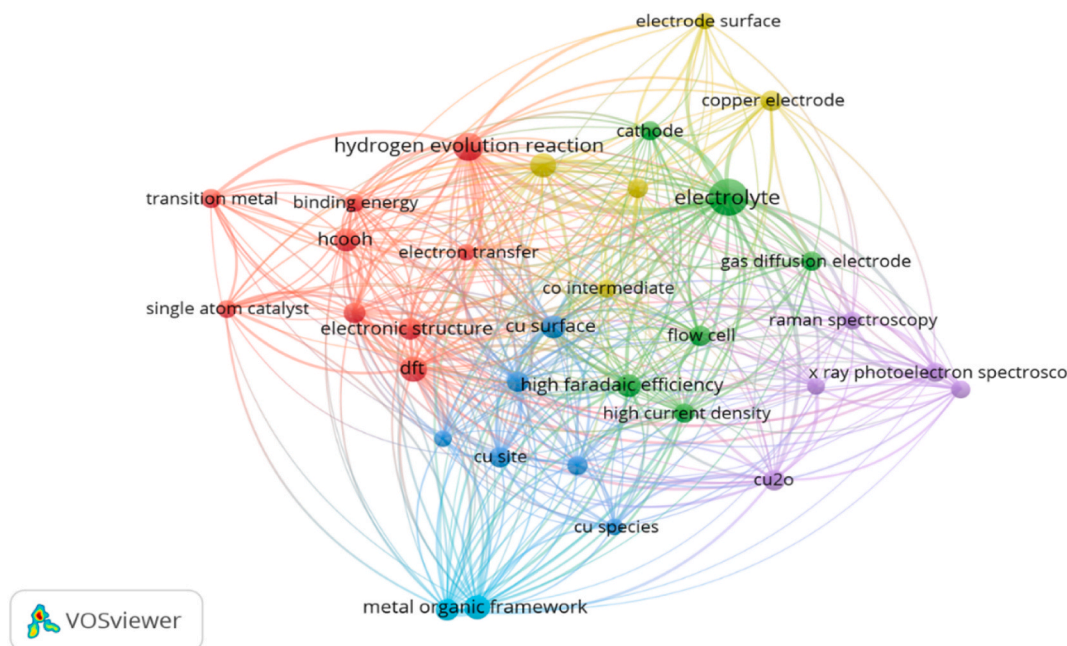 electrode surface
copper electrode
cathode
hydrogen evolution reaction
transition metal
binding energy
electrolyte
hcooh
electron transfer
gas diffusion electrode
co intermediate
single atom catalyst
electronic structure
cu surface
flow cell
raman spectroscopy
dft
high faradaic efficiency
x ray photoelectron spectrosco
high current density
cu site
cu2o
cu species
metal organic framework
VOSviewer